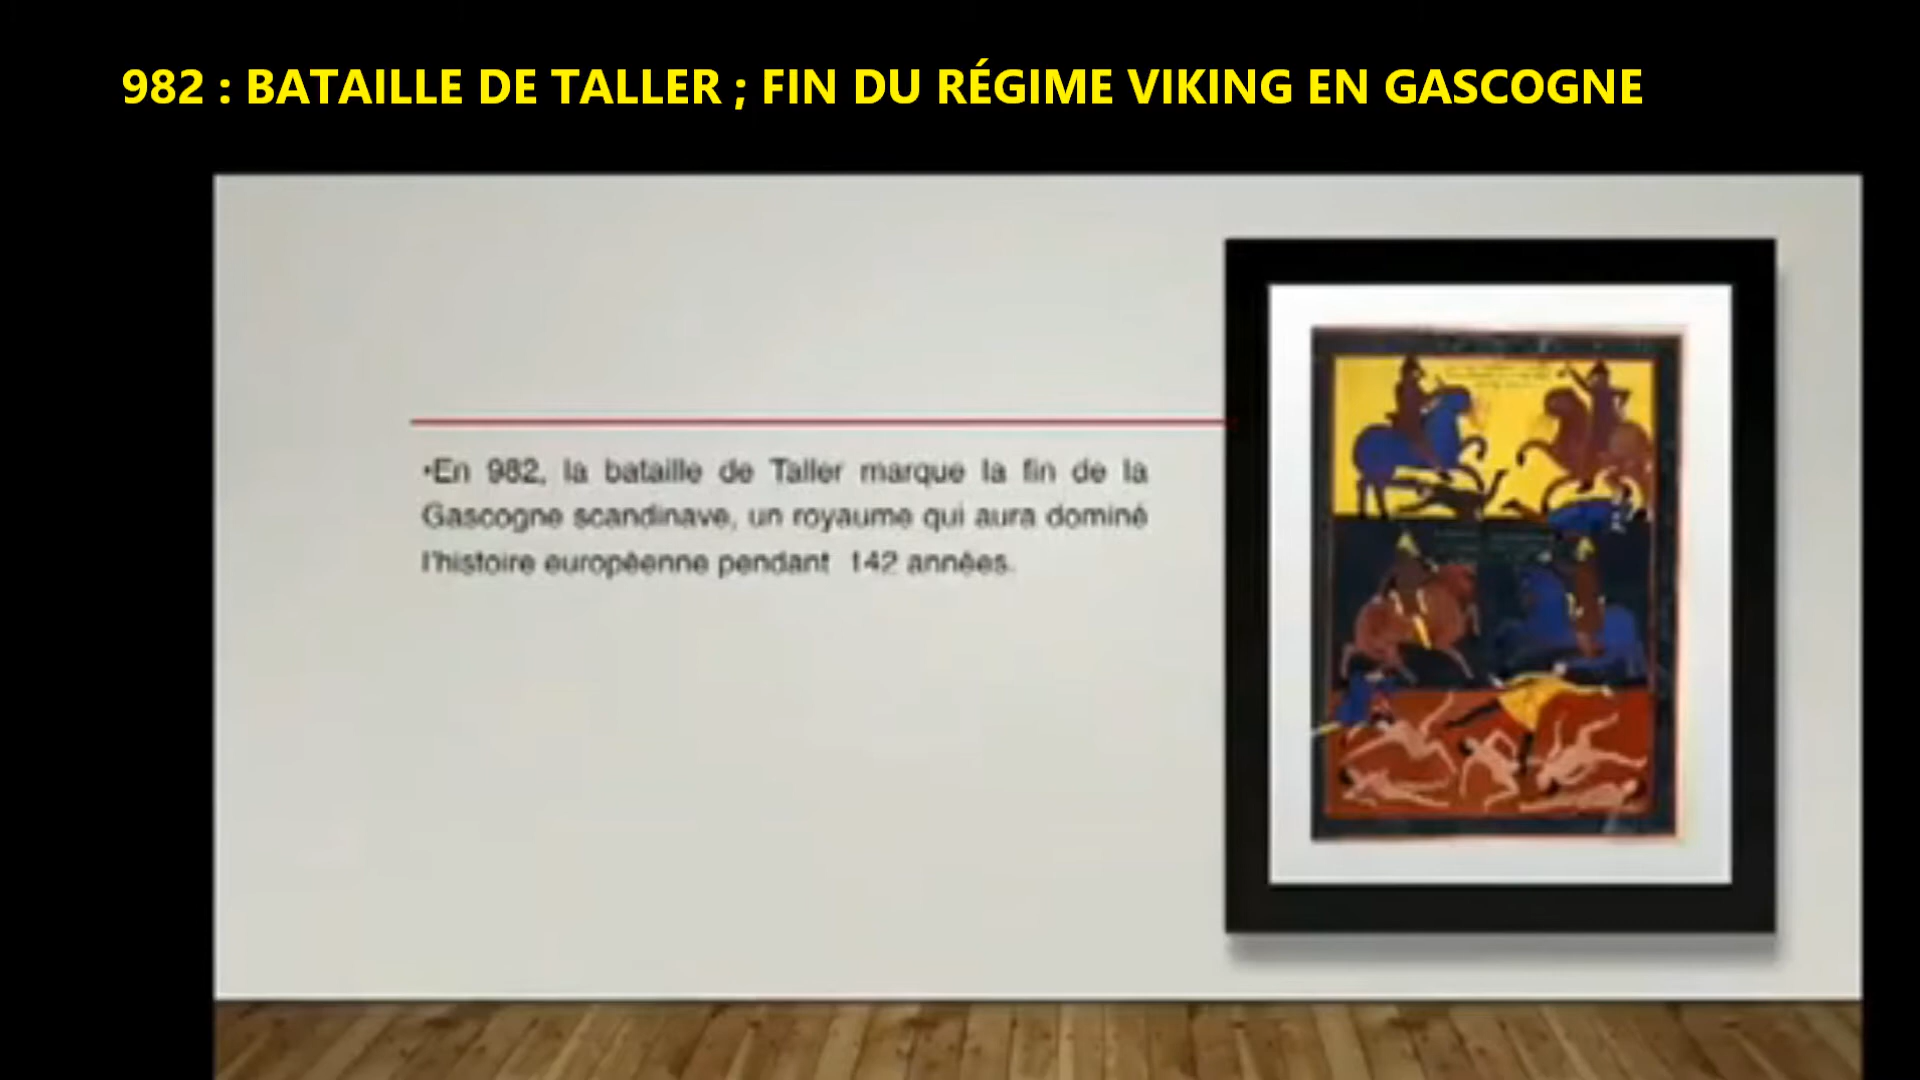 982 : BATAILLE DE TALLER ; FIN DU RÉGIME VIKING EN GASCOGNE
•En 982, la bataille de Taller marque la fin de la
Gascogne scandinave, un royaume qui aura dominé
l'histoire européenne pendant 142 années.